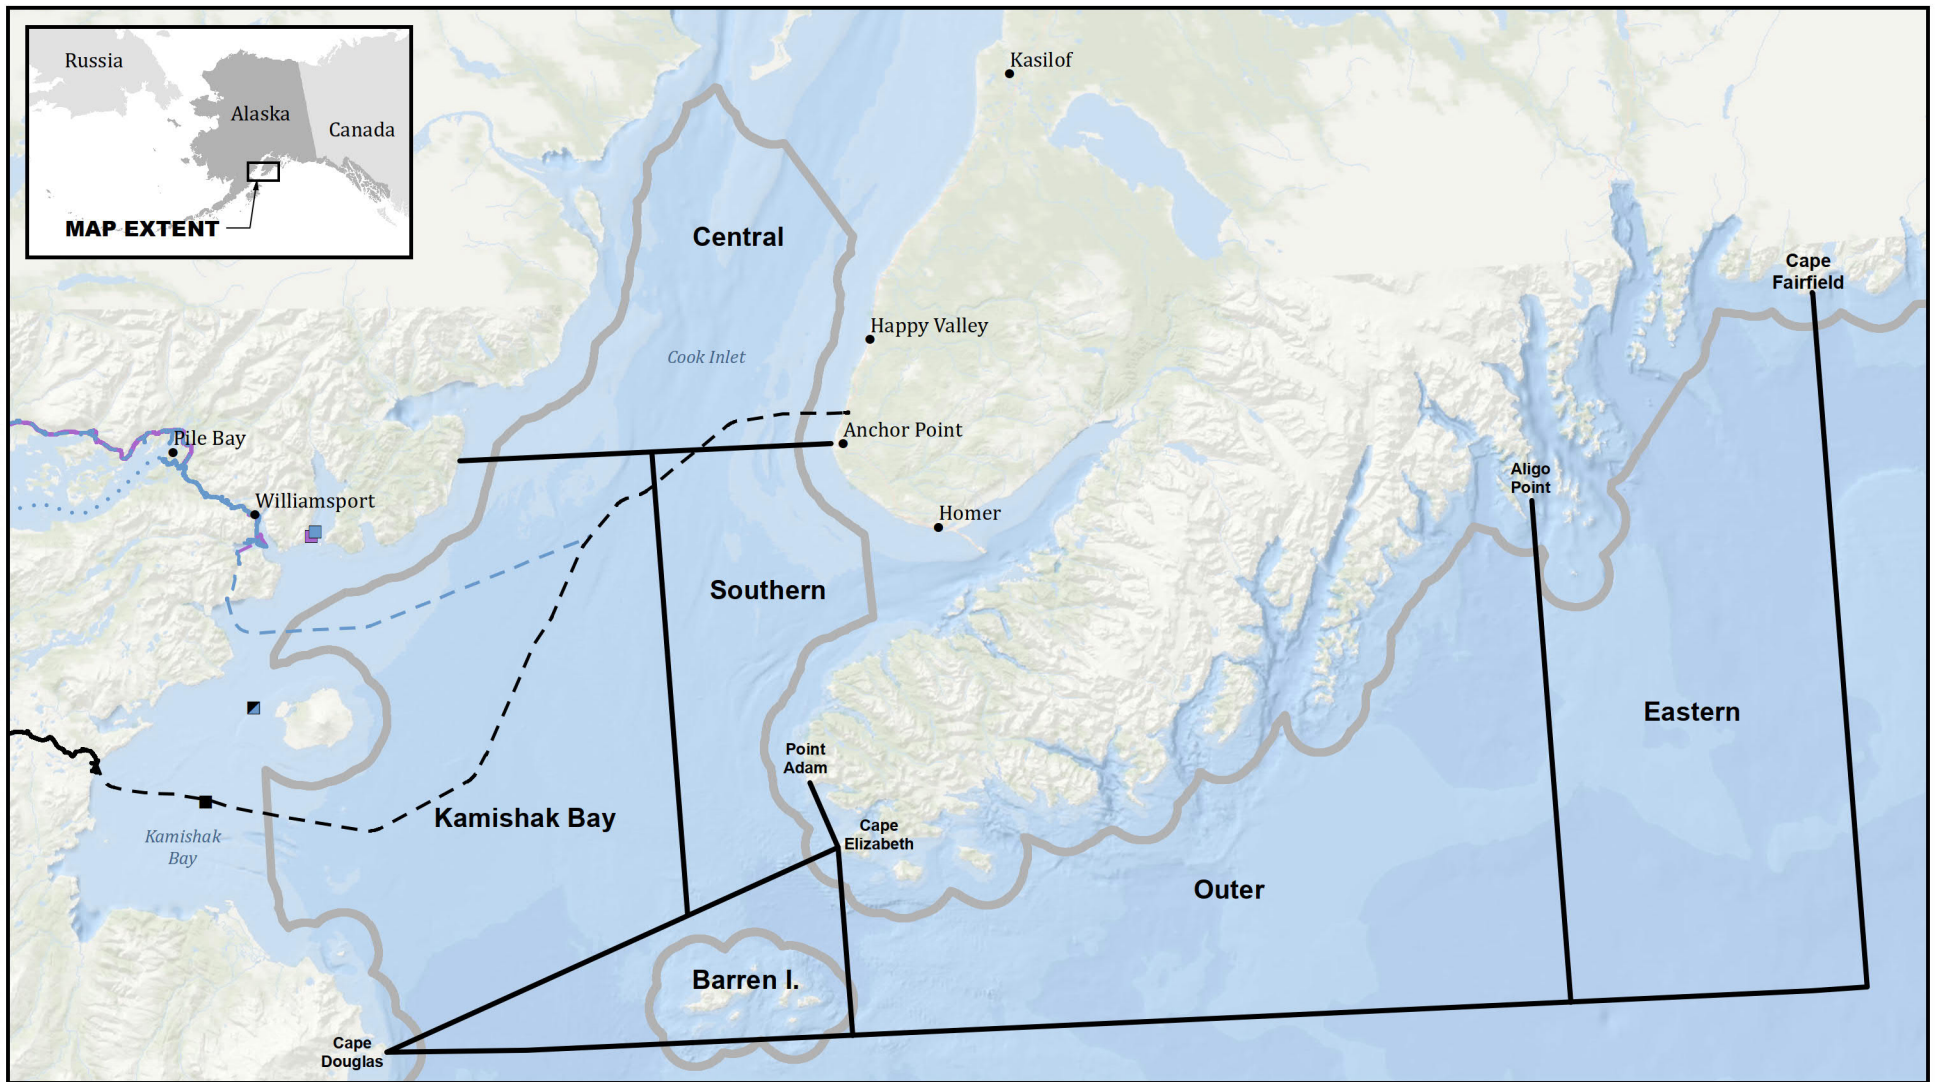 Russia
Alaska
Canada
MAP EXTENT
Kasilof
Central
Cape
Fairfield
Happy Valley
Cook Inlet
Pile Bay
Anchor Point
Aligo
Point
Williamsport
Homer
Southern
Eastern
Point
Adam
Kamishak Bay
Kamishak
Bay
Cape
Elizabeth
Outer
Barren I.
Cape
Douglas